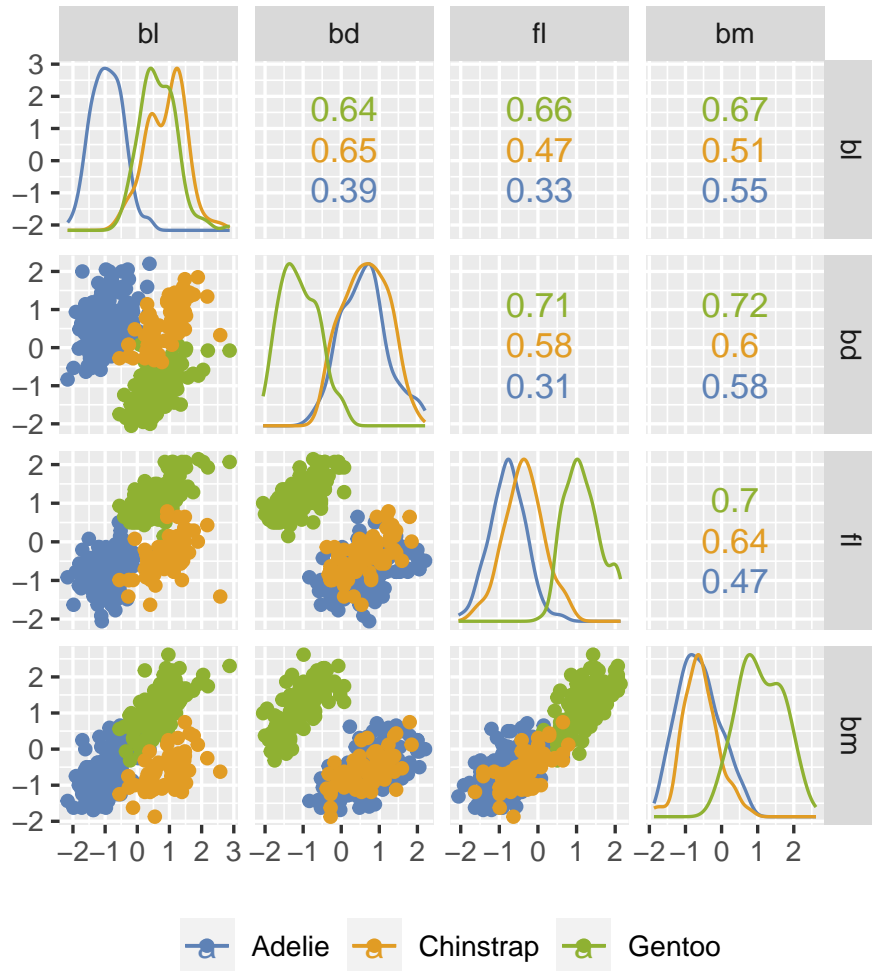 bl bd fl bm
3
2
1
0
−1
−2
0.64 0.66 0.67
0.65 0.47 0.51
0.39 0.33 0.55
bl
2
1
0
−1
−2
0.71 0.72
0.58 0.6
0.31 0.58
bd
2
1
0
−1
−2
0.7
0.64
0.47
fl
2
1
0
−1
−2
bm
−2 −1 0 1 2 3 −2 −1 0 1 2 −2 −1 0 1 2 −2 −1 0 1 2
a Adelie a Chinstrap a Gentoo